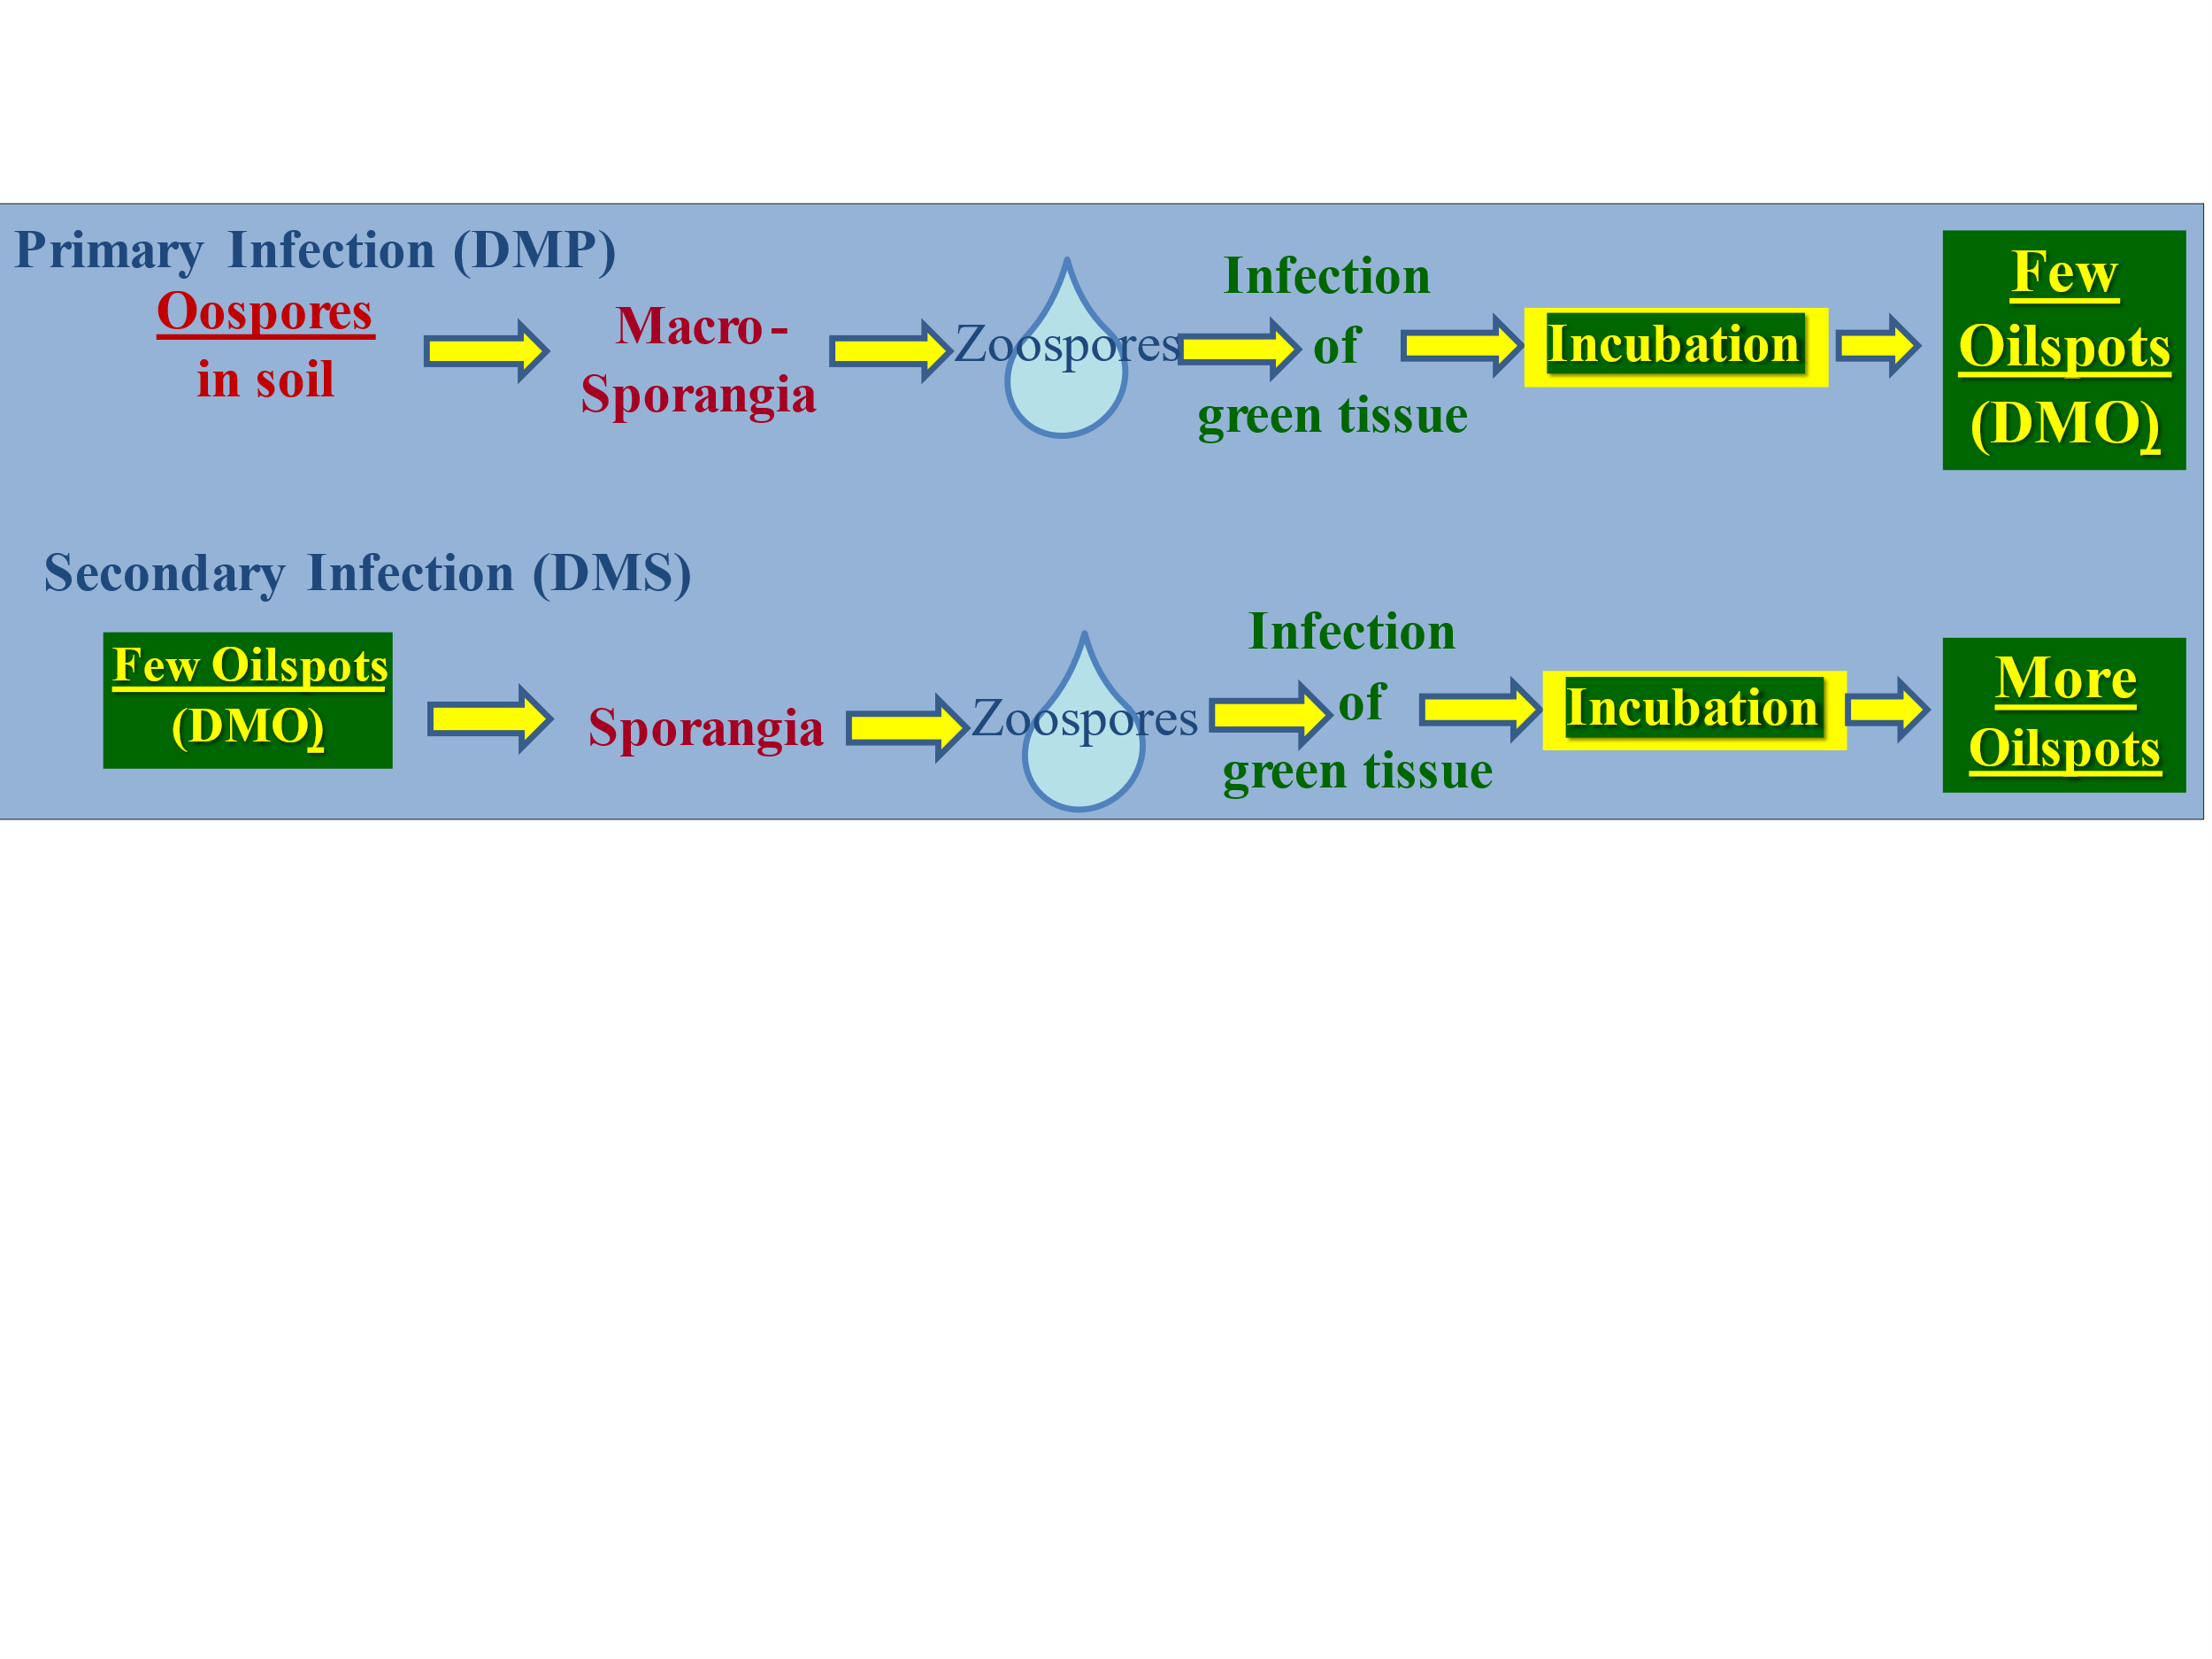 Primary Infection (DMP)
Oospores
in soil
Macro-
Sporangia
Zoospores
Infection
of
green tissue
Incubation
Few
Oilspots
(DMO)
Secondary Infection (DMS)
Few Oilspots
(DMO)
Sporangia
Zoospores
Infection
of
green tissue
Incubation
More
Oilspots